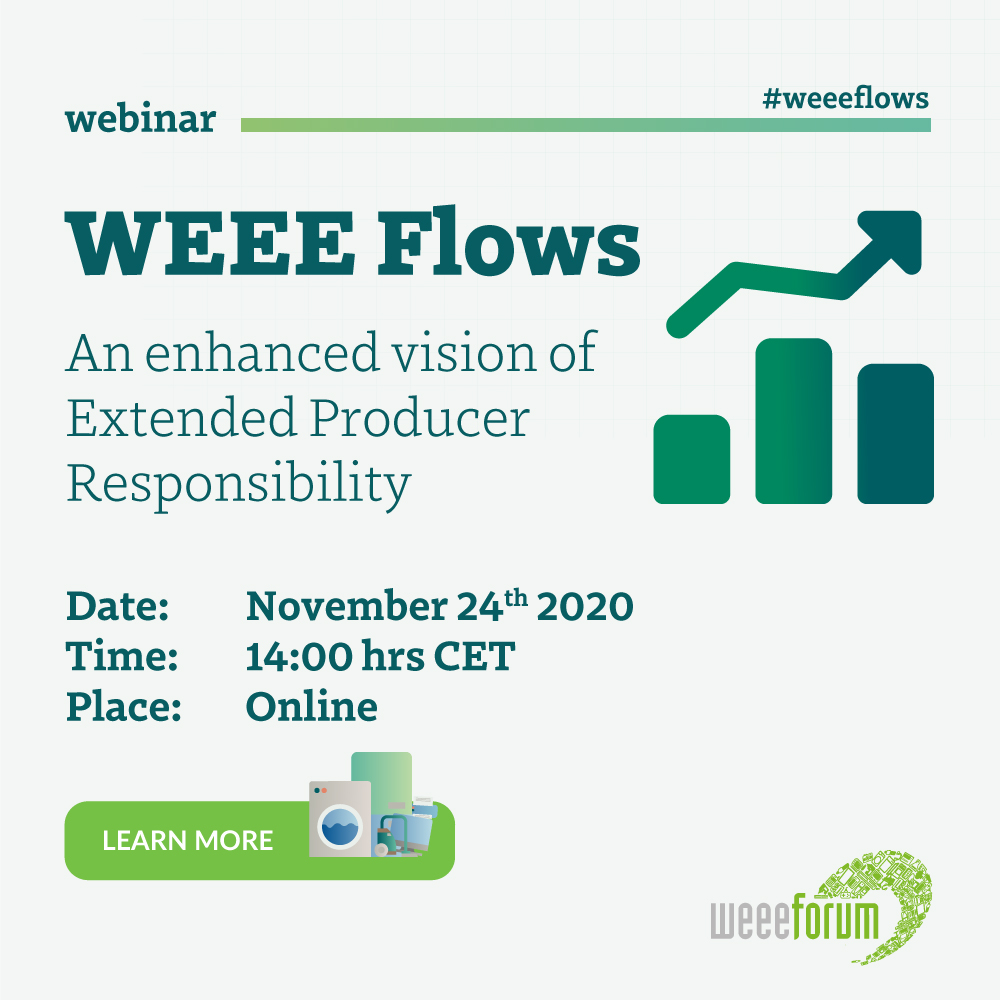 webinar
#weeeflows
WEEE Flows
An enhanced vision of
Extended Producer
Responsibility
Date: November 24th 2020
Time: 14:00 hrs CET
Place: Online
LEARN MORE
weeeforum